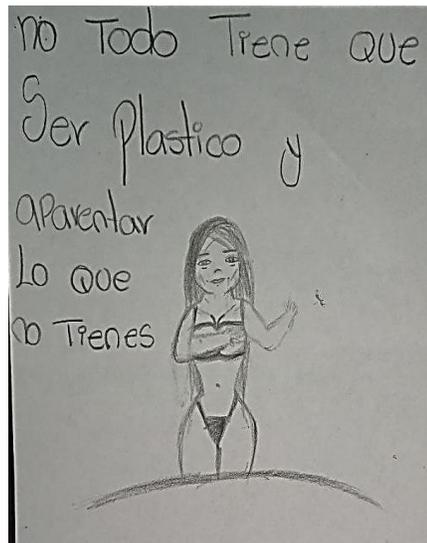 no Todo Tiene QUE
Ser Plastico y
aparentar
Lo QUE
no Tienes